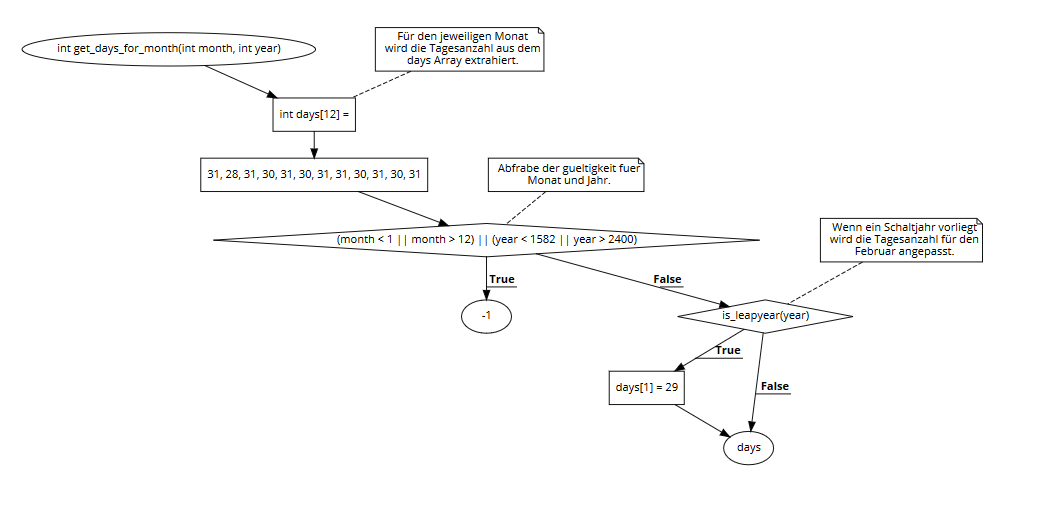 int get_days_for_month(int month, int year)
Für den jeweiligen Monat
wird die Tagesanzahl aus dem
days Array extrahiert.
int days[12] =
31, 28, 31, 30, 31, 30, 31, 31, 30, 31, 30, 31
Abfrabe der gueltigkeit fuer
Monat und Jahr.
(month < 1 || month > 12) || (year < 1582 || year > 2400)
Wenn ein Schaltjahr vorliegt
wird die Tagesanzahl für den
Februar angepasst.
True
False
-1
is_leapyear(year)
True
days[1] = 29
False
days